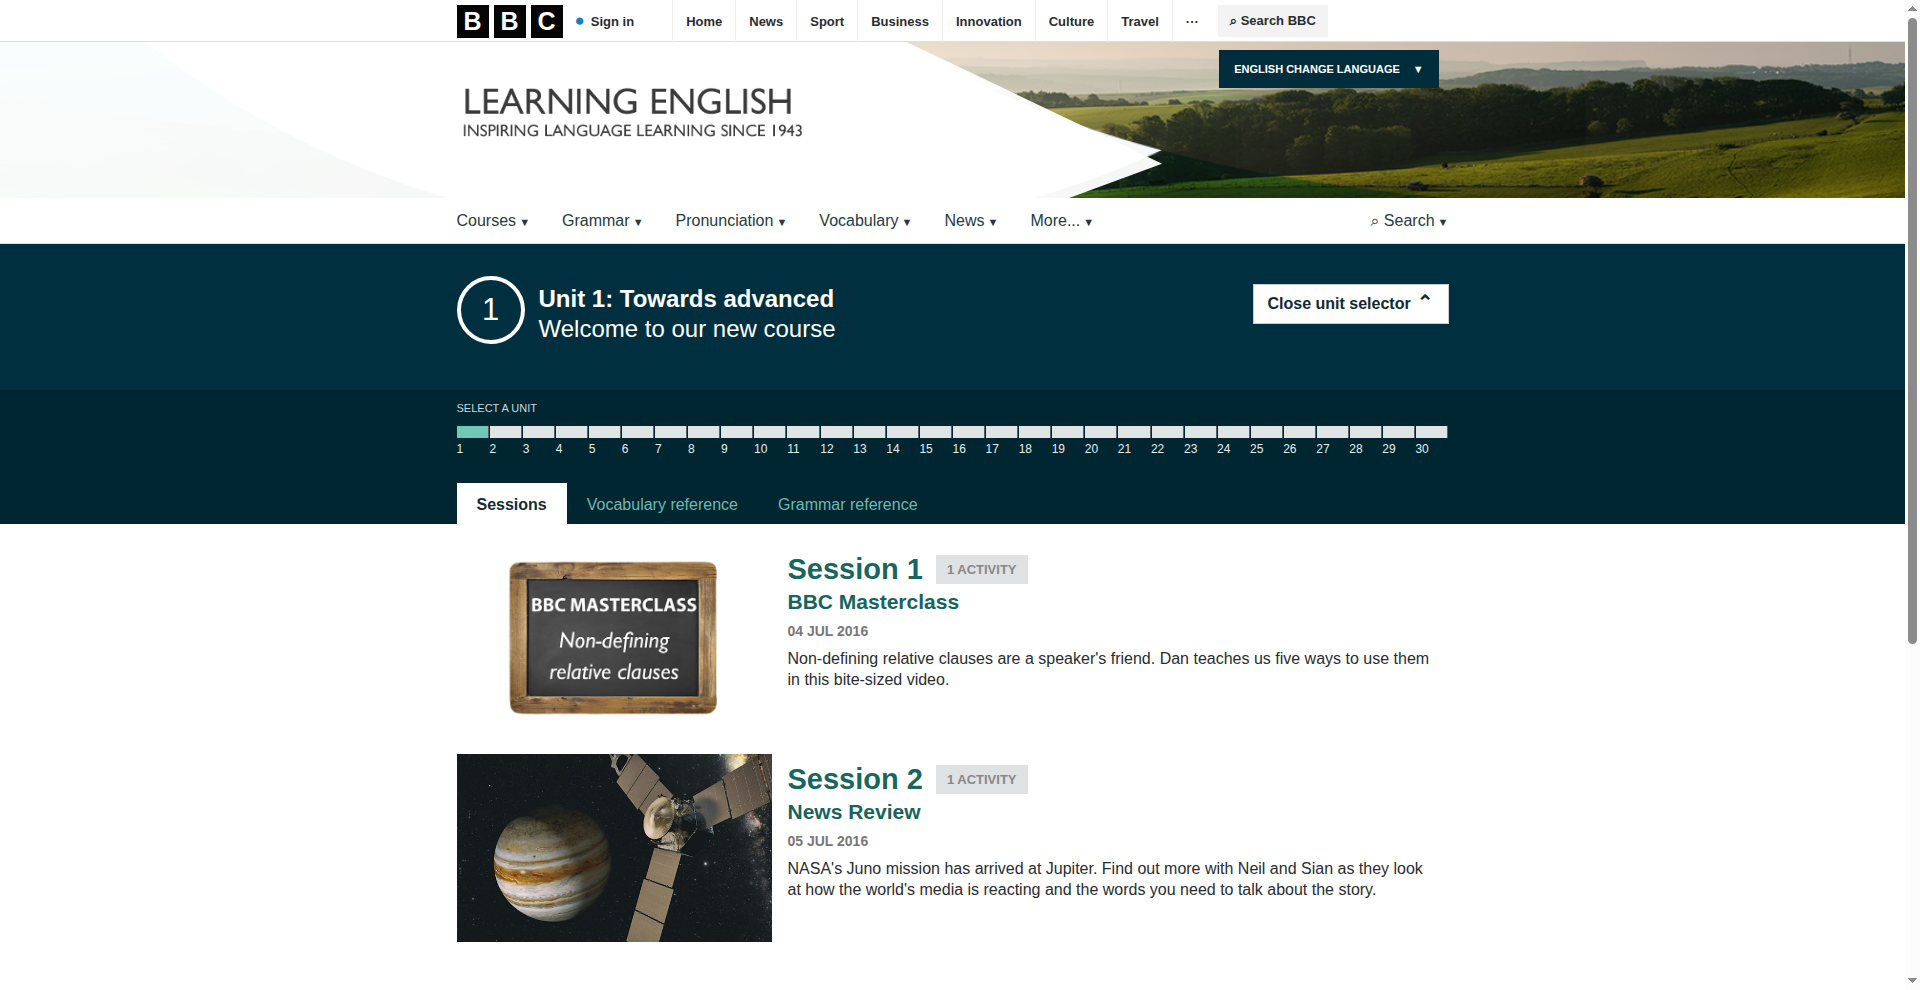 BBC Sign in Home News Sport Business Innovation Culture Travel ... Search BBC
ENGLISH CHANGE LANGUAGE ▼
LEARNING ENGLISH
INSPIRING LANGUAGE LEARNING SINCE 1943
Courses ▼ Grammar ▼ Pronunciation ▼ Vocabulary ▼ News ▼ More... ▼ Search ▼
1
Unit 1: Towards advanced
Welcome to our new course
Close unit selector
SELECT A UNIT
1 2 3 4 5 6 7 8 9 10 11 12 13 14 15 16 17 18 19 20 21 22 23 24 25 26 27 28 29 30
Sessions Vocabulary reference Grammar reference
BBC MASTERCLASS
Non-defining
relative clauses
Session 1 1 ACTIVITY
BBC Masterclass
04 JUL 2016
Non-defining relative clauses are a speaker's friend. Dan teaches us five ways to use them
in this bite-sized video.
Session 2 1 ACTIVITY
News Review
05 JUL 2016
NASA's Juno mission has arrived at Jupiter. Find out more with Neil and Sian as they look
at how the world's media is reacting and the words you need to talk about the story.